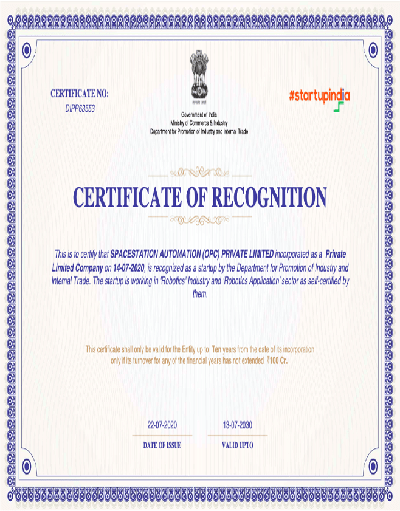 CERTIFICATE NO:
#startupindia
Government of India
Ministry of Commerce & Industry
Department for Promotion of Industry and Internal Trade
CERTIFICATE OF RECOGNITION
This is to certify that SPACESTATION AUTOMATION (OPC) PRIVATE LIMITED incorporated as a Private
Limited Company on 14-07-2020, is recognized as a startup by the Department for Promotion of Industry and
Internal Trade. The startup is working in 'Robotics' Industry and 'Robotics Application' sector as self-certified by
them.
This certificate shall only be valid for the Entity up to Ten years from the date of its incorporation
only if its turnover for any of the financial years has not extended ₹100 Cr.
22-07-2020 13-07-2030
DATE OF ISSUE VALID UPTO